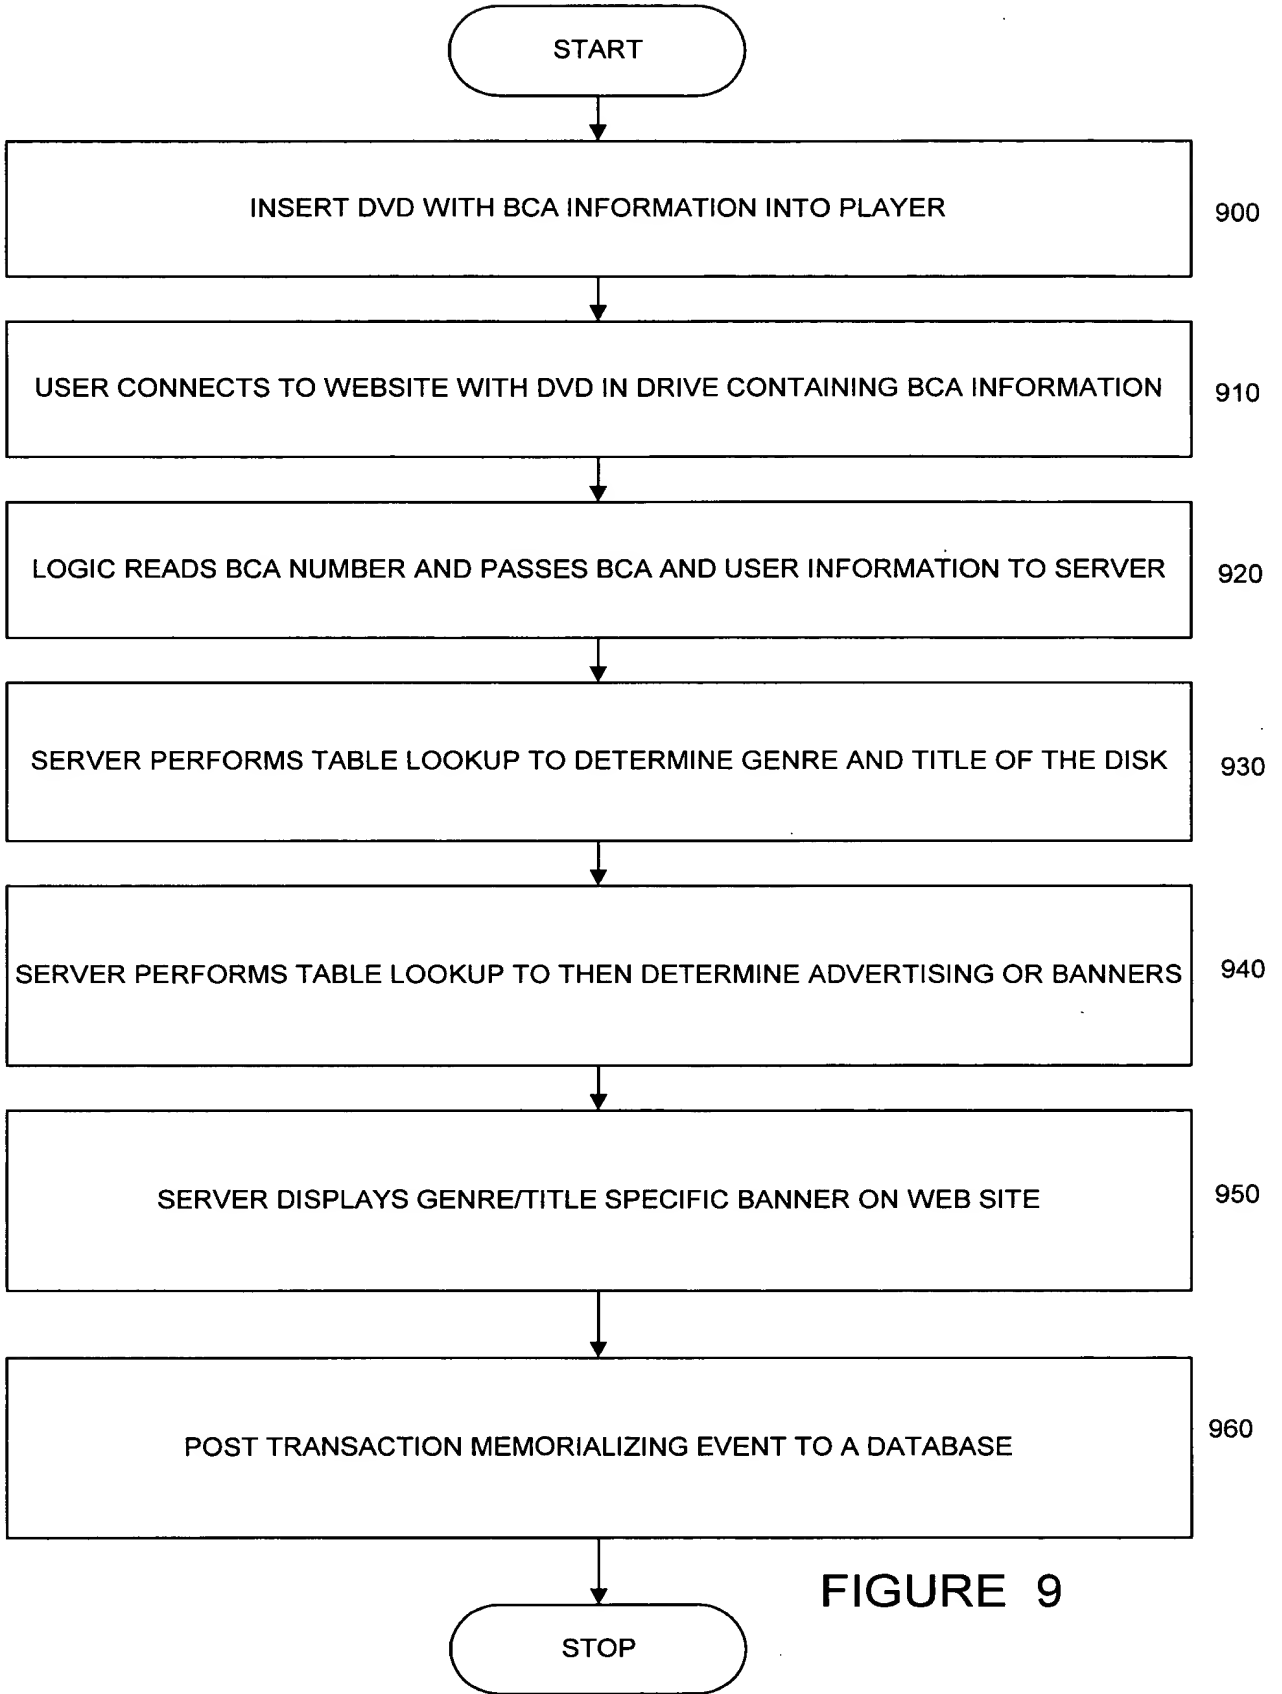 START
INSERT DVD WITH BCA INFORMATION INTO PLAYER
900
USER CONNECTS TO WEBSITE WITH DVD IN DRIVE CONTAINING BCA INFORMATION
910
LOGIC READS BCA NUMBER AND PASSES BCA AND USER INFORMATION TO SERVER
920
SERVER PERFORMS TABLE LOOKUP TO DETERMINE GENRE AND TITLE OF THE DISK
930
SERVER PERFORMS TABLE LOOKUP TO THEN DETERMINE ADVERTISING OR BANNERS
940
SERVER DISPLAYS GENRE/TITLE SPECIFIC BANNER ON WEB SITE
950
POST TRANSACTION MEMORIALIZING EVENT TO A DATABASE
960
FIGURE 9
STOP